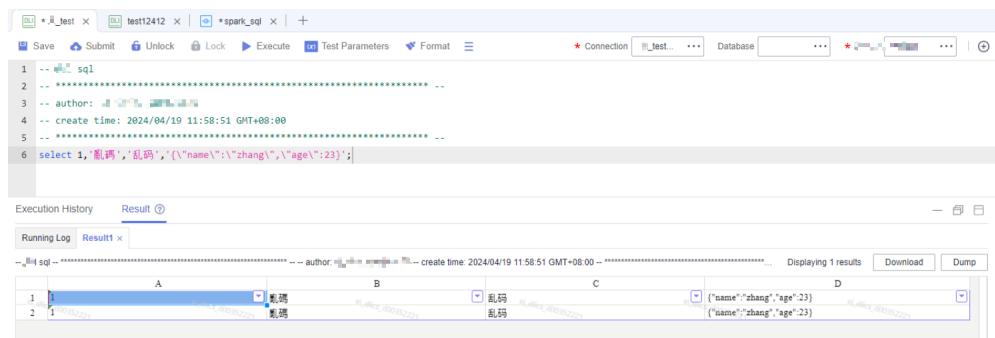 _test × test12412 × *spark_sql × +
Save Submit Unlock Lock Execute Test Parameters Format * Connection _test... ... Database ... * ...
1 -- sql
2 -- ******************************************************************** --
3 -- author:
4 -- create time: 2024/04/19 11:58:51 GMT+08:00
5 -- ******************************************************************** --
6 select 1,'亂碼','乱码','{\"name\":\"zhang\",\"age\":23}';
Execution History Result ?
Running Log Result1 ×
-- sql -- ******************************************************************** -- -- author: -- create time: 2024/04/19 11:58:51 GMT+08:00 -- ********************************************... Displaying 1 results Download Dump
A B C D
1 1 亂碼 乱码 {"name":"zhang","age":23}
2 1 亂碼 乱码 {"name":"zhang","age":23}